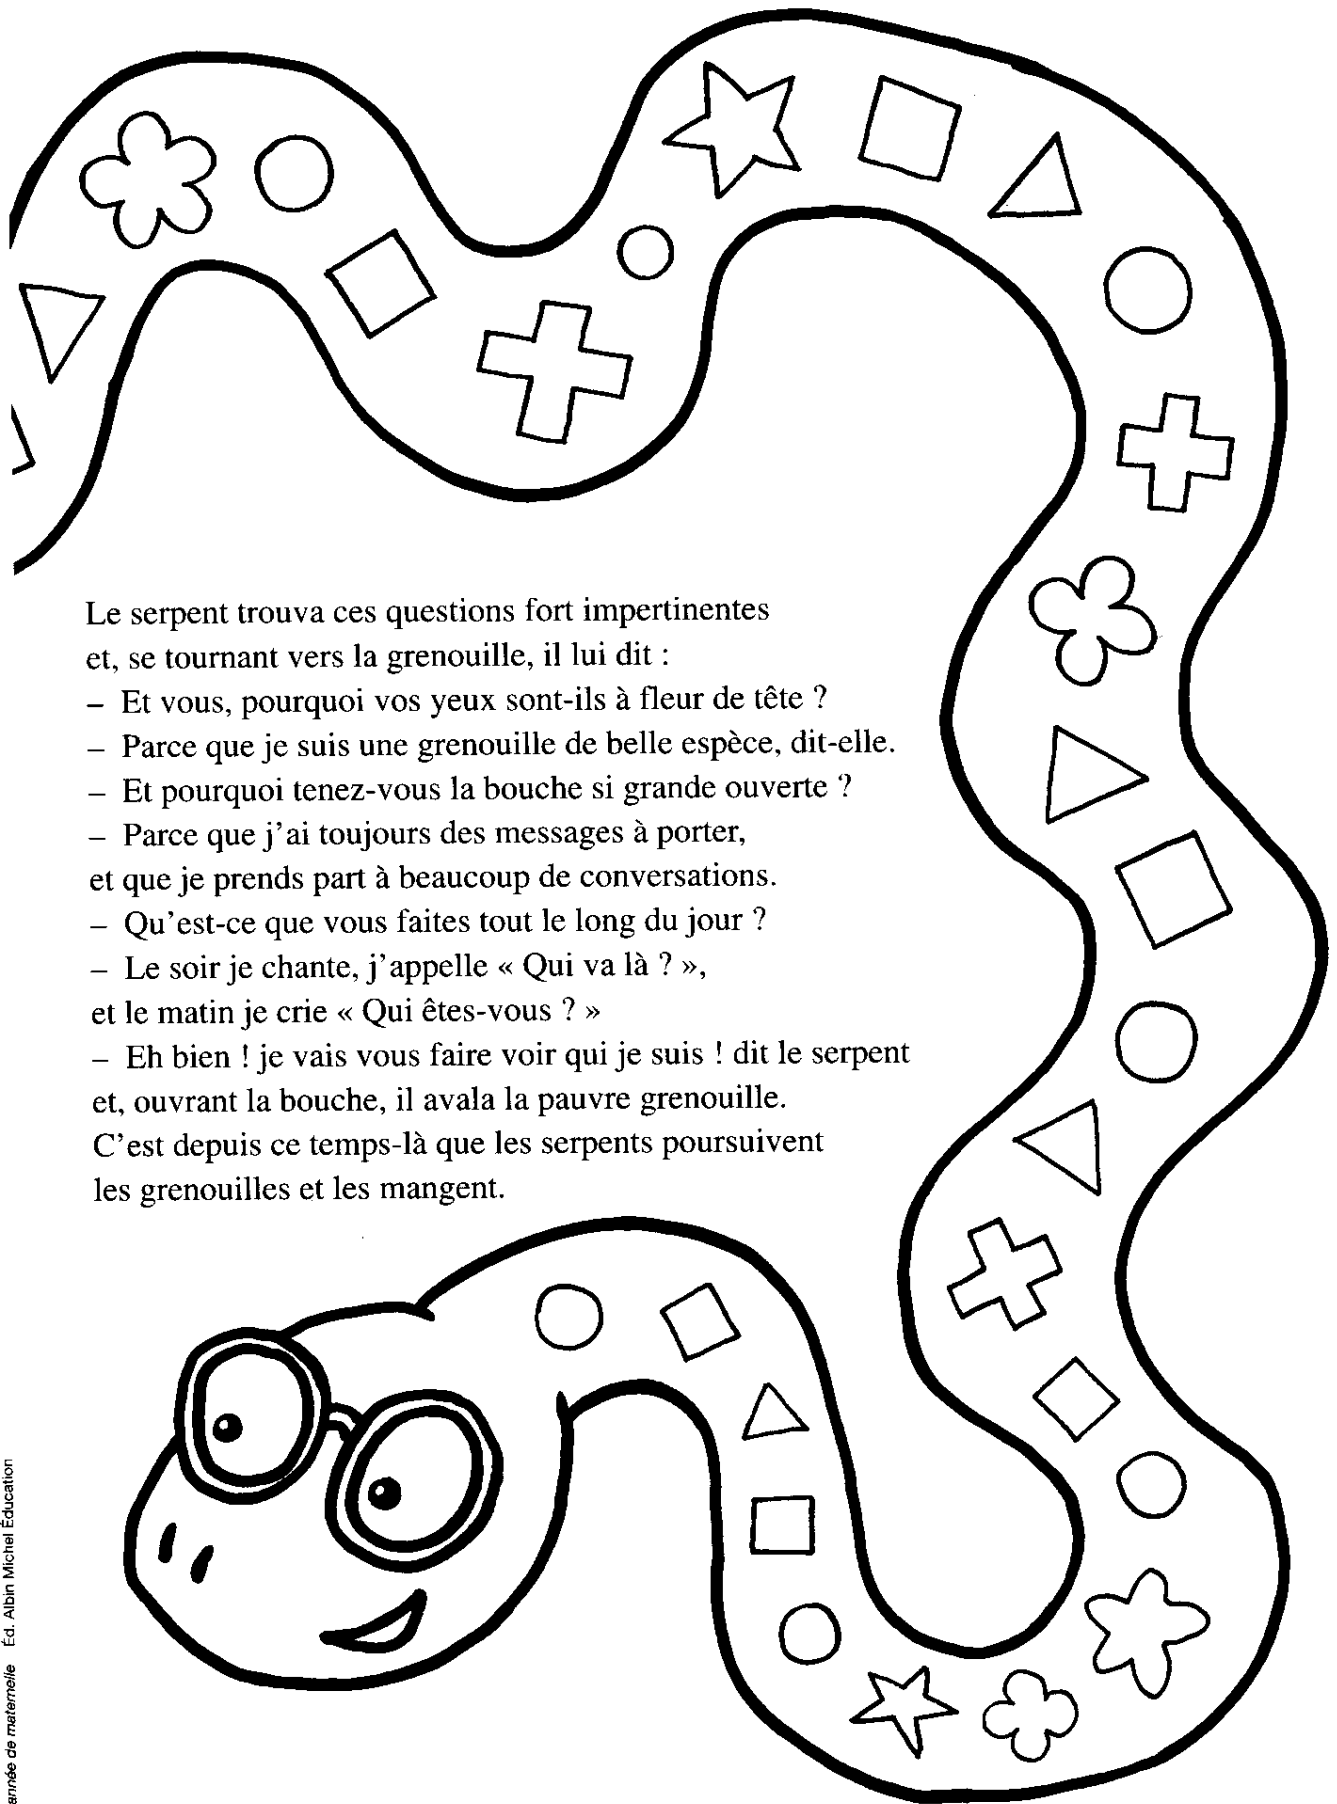 Le serpent trouva ces questions fort impertinentes
et, se tournant vers la grenouille, il lui dit :
– Et vous, pourquoi vos yeux sont-ils à fleur de tête ?
– Parce que je suis une grenouille de belle espèce, dit-elle.
– Et pourquoi tenez-vous la bouche si grande ouverte ?
– Parce que j'ai toujours des messages à porter,
et que je prends part à beaucoup de conversations.
– Qu'est-ce que vous faites tout le long du jour ?
– Le soir je chante, j'appelle « Qui va là ? »,
et le matin je crie « Qui êtes-vous ? »
– Eh bien ! je vais vous faire voir qui je suis ! dit le serpent
et, ouvrant la bouche, il avala la pauvre grenouille.
C'est depuis ce temps-là que les serpents poursuivent
les grenouilles et les mangent.
année de maternelle Éd. Albin Michel Éducation